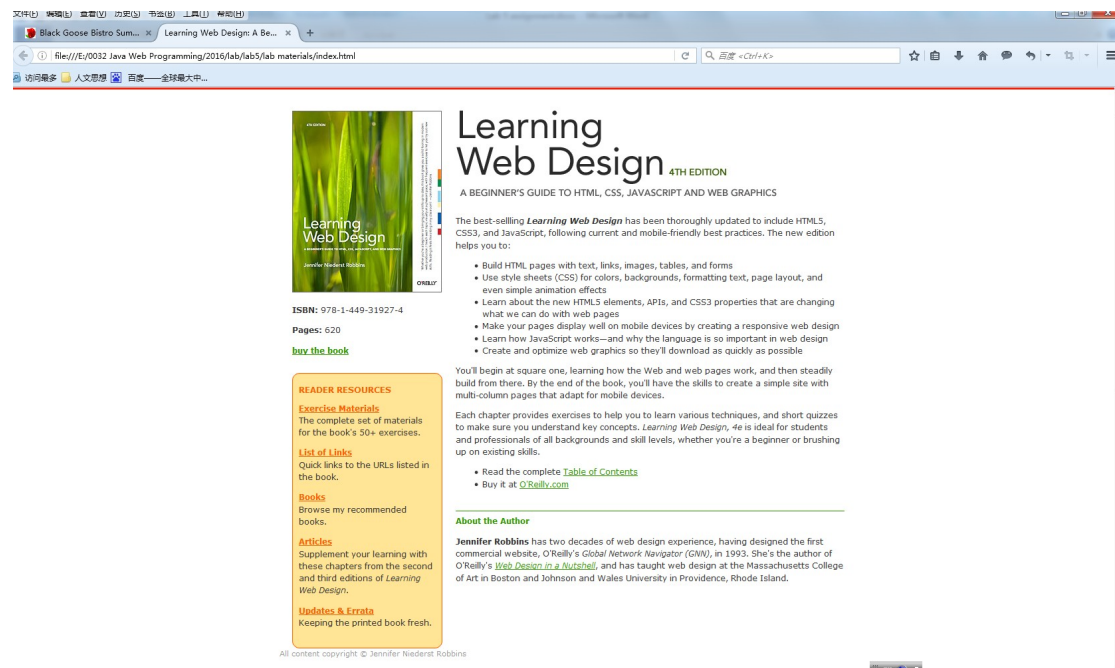 文件(F) 编辑(E) 查看(V) 历史(S) 书签(B) 工具(T) 帮助(H)
Black Goose Bistro Sum... × Learning Web Design: A Be... × +
file:///E:/0032 Java Web Programming/2016/lab/lab5/lab materials/index.html
百度 <Ctrl+K>
访问最多 人文思想 百度——全球最大中...
4TH EDITION
Learning
Web Design
Jennifer Niederst Robbins
O'REILLY
ISBN: 978-1-449-31927-4
Pages: 620
buy the book
READER RESOURCES
Exercise Materials
The complete set of materials
for the book's 50+ exercises.
List of Links
Quick links to the URLs listed in
the book.
Books
Browse my recommended
books.
Articles
Supplement your learning with
these chapters from the second
and third editions of Learning
Web Design.
Updates & Errata
Keeping the printed book fresh.
Learning
Web Design 4TH EDITION
A BEGINNER'S GUIDE TO HTML, CSS, JAVASCRIPT AND WEB GRAPHICS
The best-sellling Learning Web Design has been thoroughly updated to include HTML5,
CSS3, and JavaScript, following current and mobile-friendly best practices. The new edition
helps you to:
• Build HTML pages with text, links, images, tables, and forms
• Use style sheets (CSS) for colors, backgrounds, formatting text, page layout, and
even simple animation effects
• Learn about the new HTML5 elements, APIs, and CSS3 properties that are changing
what we can do with web pages
• Make your pages display well on mobile devices by creating a responsive web design
• Learn how JavaScript works—and why the language is so important in web design
• Create and optimize web graphics so they'll download as quickly as possible
You'll begin at square one, learning how the Web and web pages work, and then steadily
build from there. By the end of the book, you'll have the skills to create a simple site with
multi-column pages that adapt for mobile devices.
Each chapter provides exercises to help you to learn various techniques, and short quizzes
to make sure you understand key concepts. Learning Web Design, 4e is ideal for students
and professionals of all backgrounds and skill levels, whether you're a beginner or brushing
up on existing skills.
• Read the complete Table of Contents
• Buy it at O'Reilly.com
About the Author
Jennifer Robbins has two decades of web design experience, having designed the first
commercial website, O'Reilly's Global Network Navigator (GNN), in 1993. She's the author of
O'Reilly's Web Design in a Nutshell, and has taught web design at the Massachusetts College
of Art in Boston and Johnson and Wales University in Providence, Rhode Island.
All content copyright © Jennifer Niederst Robbins